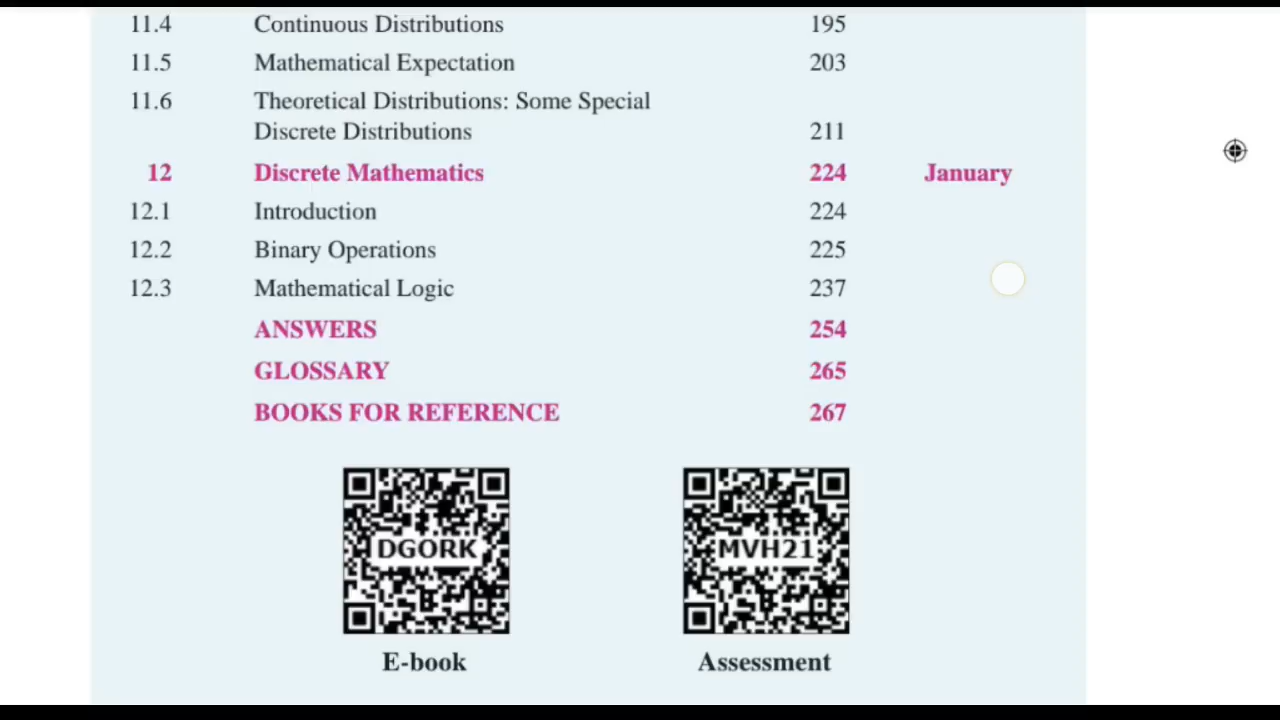 11.4 Continuous Distributions 195
11.5 Mathematical Expectation 203
11.6 Theoretical Distributions: Some Special
Discrete Distributions 211
12 Discrete Mathematics 224 January
12.1 Introduction 224
12.2 Binary Operations 225
12.3 Mathematical Logic 237
ANSWERS 254
GLOSSARY 265
BOOKS FOR REFERENCE 267
DGORK MVH21
E-book Assessment